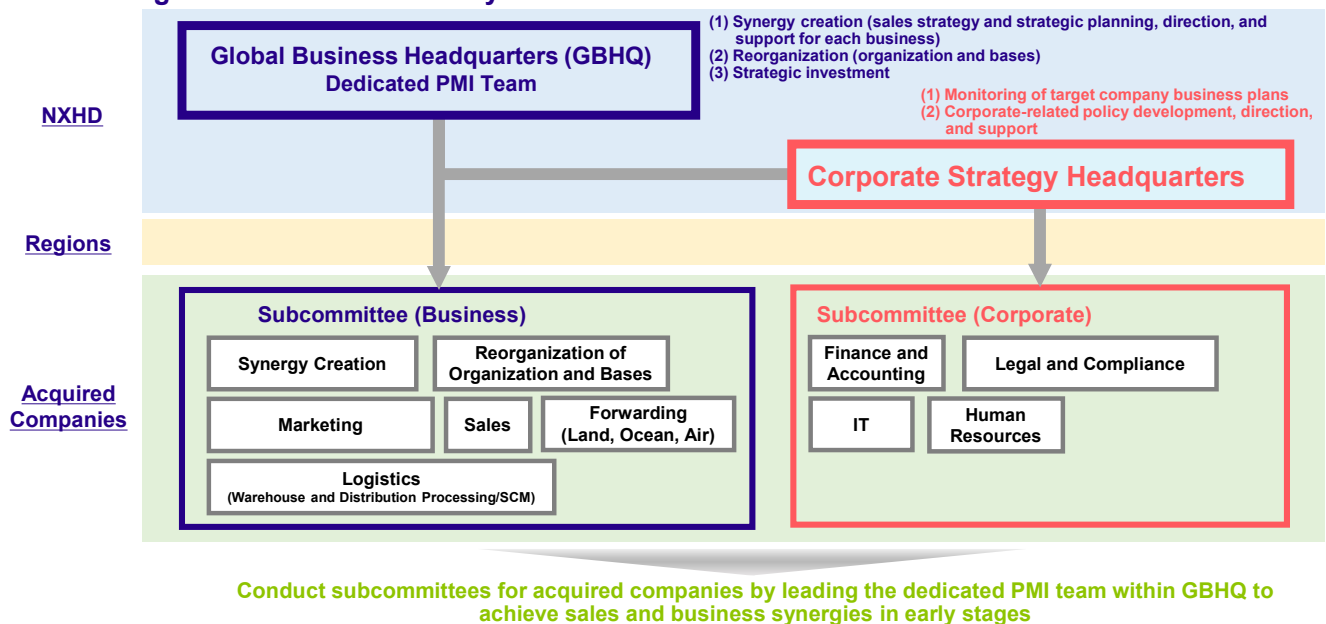 Global Business Headquarters (GBHQ)
Dedicated PMI Team
(1) Synergy creation (sales strategy and strategic planning, direction, and
support for each business)
(2) Reorganization (organization and bases)
(3) Strategic investment
(1) Monitoring of target company business plans
(2) Corporate-related policy development, direction,
and support
NXHD
Corporate Strategy Headquarters
Regions
Acquired
Companies
Subcommittee (Business)
Synergy Creation
Reorganization of
Organization and Bases
Marketing
Sales
Forwarding
(Land, Ocean, Air)
Logistics
(Warehouse and Distribution Processing/SCM)
Subcommittee (Corporate)
Finance and
Accounting
Legal and Compliance
IT
Human
Resources
Conduct subcommittees for acquired companies by leading the dedicated PMI team within GBHQ to
achieve sales and business synergies in early stages